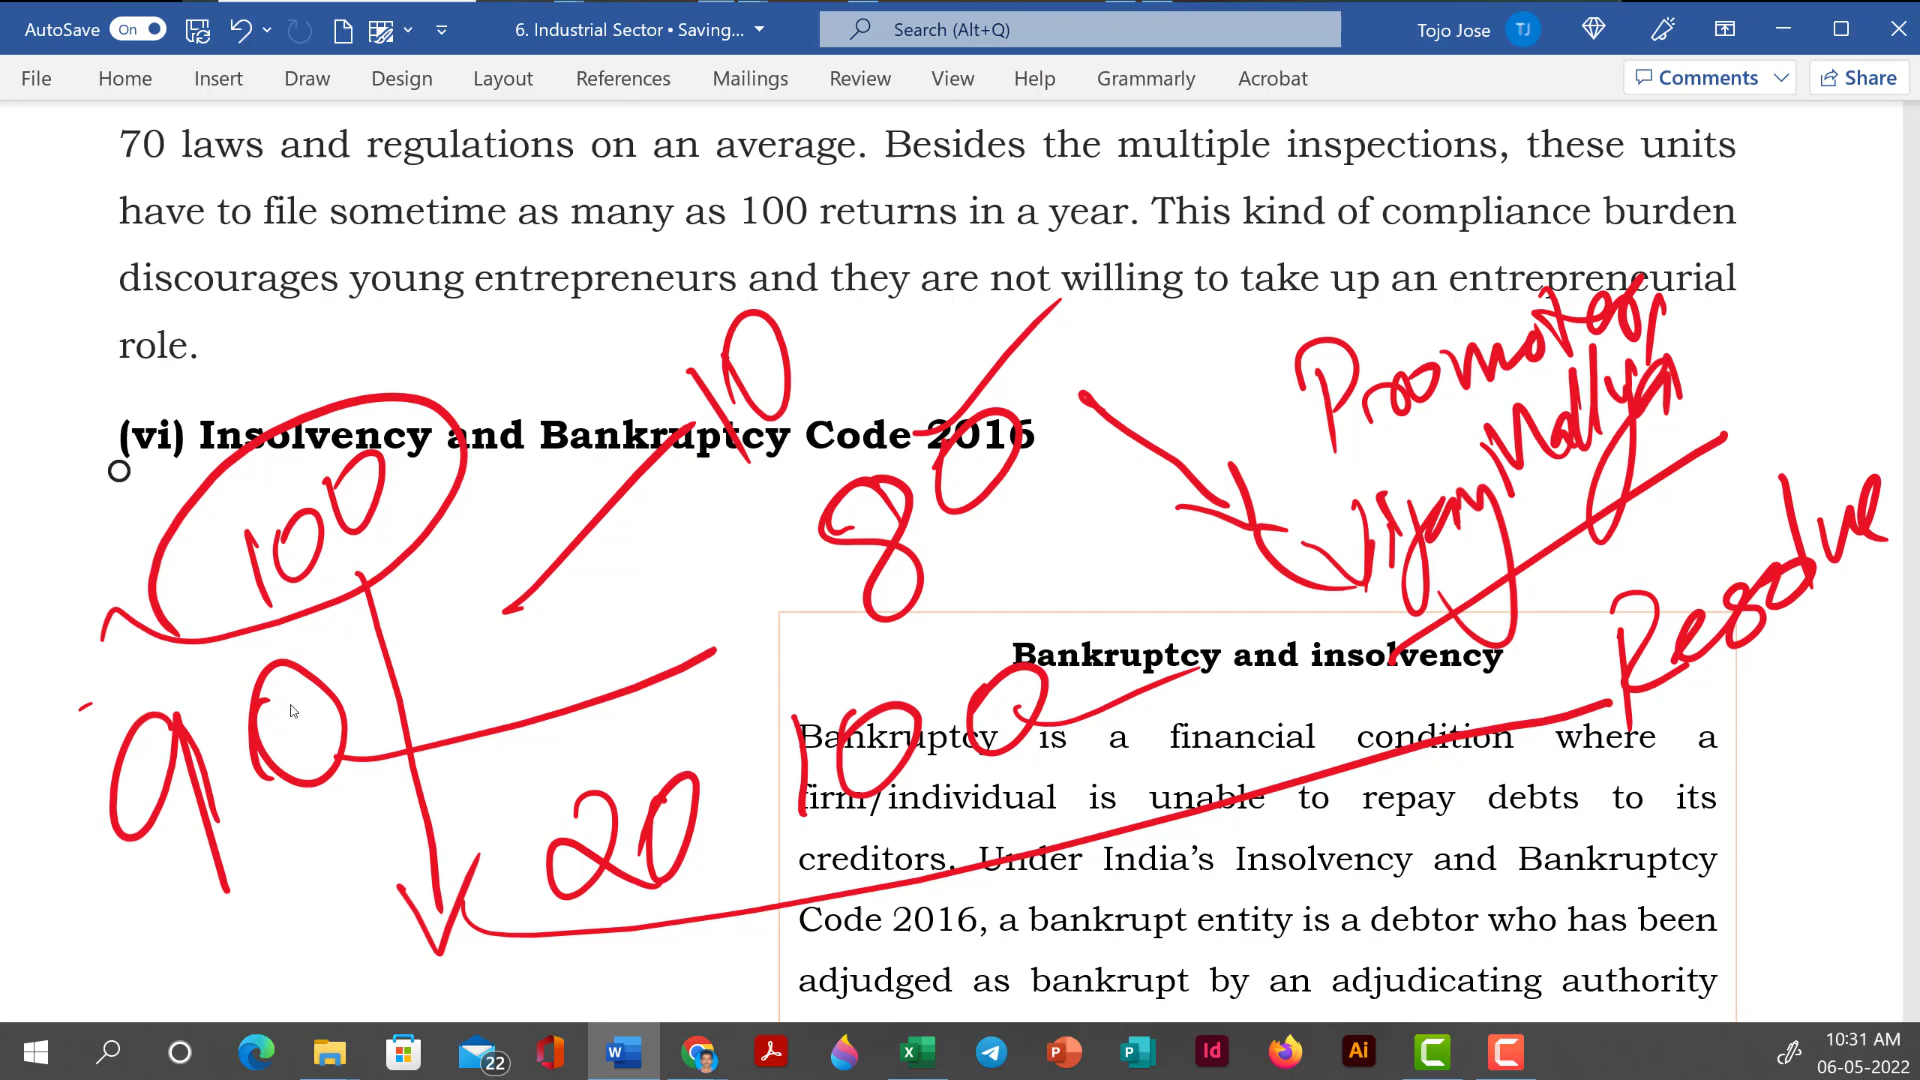 AutoSave On 6. Industrial Sector • Saving... Search (Alt+Q) Tojo Jose TJ
File Home Insert Draw Design Layout References Mailings Review View Help Grammarly Acrobat Comments Share
70 laws and regulations on an average. Besides the multiple inspections, these units
have to file sometime as many as 100 returns in a year. This kind of compliance burden
discourages young entrepreneurs and they are not willing to take up an entrepreneurial
role.
Promoter
10
(vi) Insolvency and Bankruptcy Code 2016
Vijay Mallya
100
80
Resolve
Bankruptcy and insolvency
90
100
Bankruptcy is a financial condition where a
firm/individual is unable to repay debts to its
20
creditors. Under India's Insolvency and Bankruptcy
Code 2016, a bankrupt entity is a debtor who has been
adjudged as bankrupt by an adjudicating authority
22
W
X
P
P
Id
Ai
C
C
10:31 AM
06-05-2022